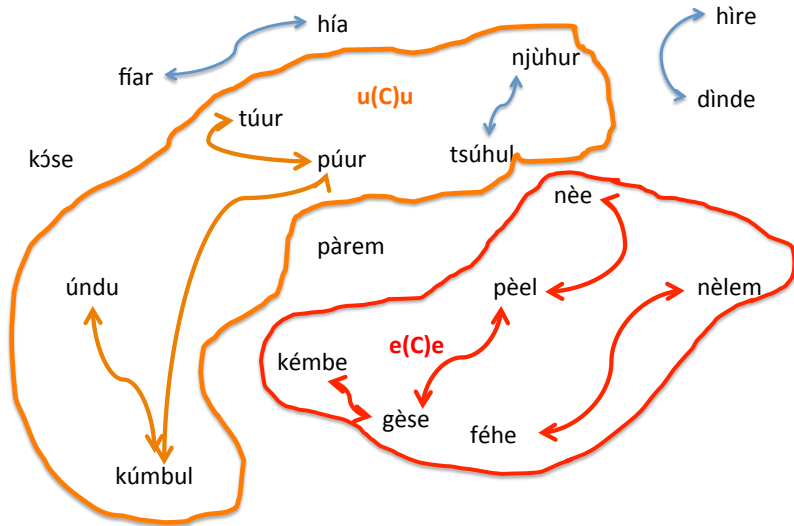 hía
hìre
fíar
njùhur
u(C)u
dìnde
túur
kɔ́se
púur
tsúhul
nèe
pàrem
úndu
pèel
nèlem
e(C)e
kémbe
gèse
féhe
kúmbul